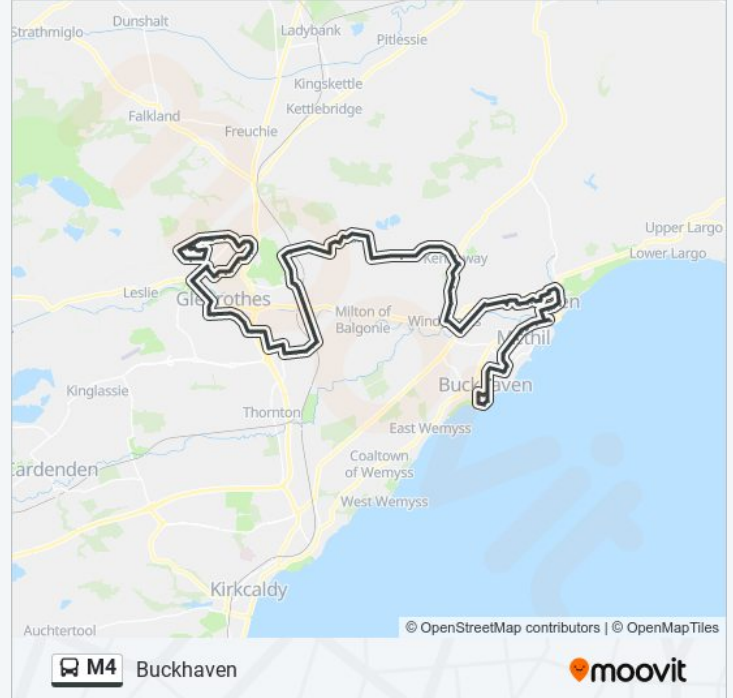 Strathmiglo
Dunshalt
Ladybank
Pitlessie
Kingskettle
Kettlebridge
Falkland
Freuchie
Upper Largo
Lower Largo
Kennoway
Leslie
Glenrothes
Milton of
Balgonie
Methil
Buckhaven
Kinglassie
Thornton
East Wemyss
Cardenden
Coaltown
of Wemyss
West Wemyss
Kirkcaldy
Auchtertool
© OpenStreetMap contributors | © OpenMapTiles
M4 Buckhaven
moovit